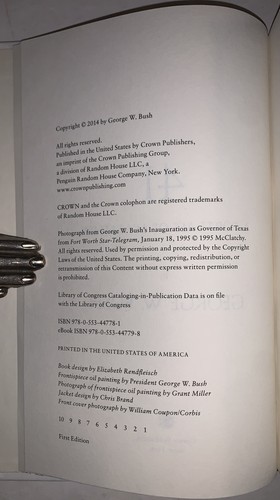 Copyright © 2014 by George W. Bush
All rights reserved.
Published in the United States by Crown Publishers,
an imprint of the Crown Publishing Group,
a division of Random House LLC, a
Penguin Random House Company, New York.
www.crownpublishing.com
CROWN and the Crown colophon are registered trademarks
of Random House LLC.
Photograph from George W. Bush's Inauguration as Governor of Texas
from Fort Worth Star-Telegram, January 18, 1995 © 1995 McClatchy.
All rights reserved. Used by permission and protected by the Copyright
Laws of the United States. The printing, copying, redistribution, or
retransmission of this Content without express written permission
is prohibited.
Library of Congress Cataloging-in-Publication Data is on file
with the Library of Congress
ISBN 978-0-553-44778-1
eBook ISBN 978-0-553-44779-8
PRINTED IN THE UNITED STATES OF AMERICA
Book design by Elizabeth Rendfleisch
Frontispiece oil painting by President George W. Bush
Photograph of frontispiece oil painting by Grant Miller
Jacket design by Chris Brand
Front cover photograph by William Coupon/Corbis
10 9 8 7 6 5 4 3 2 1
First Edition